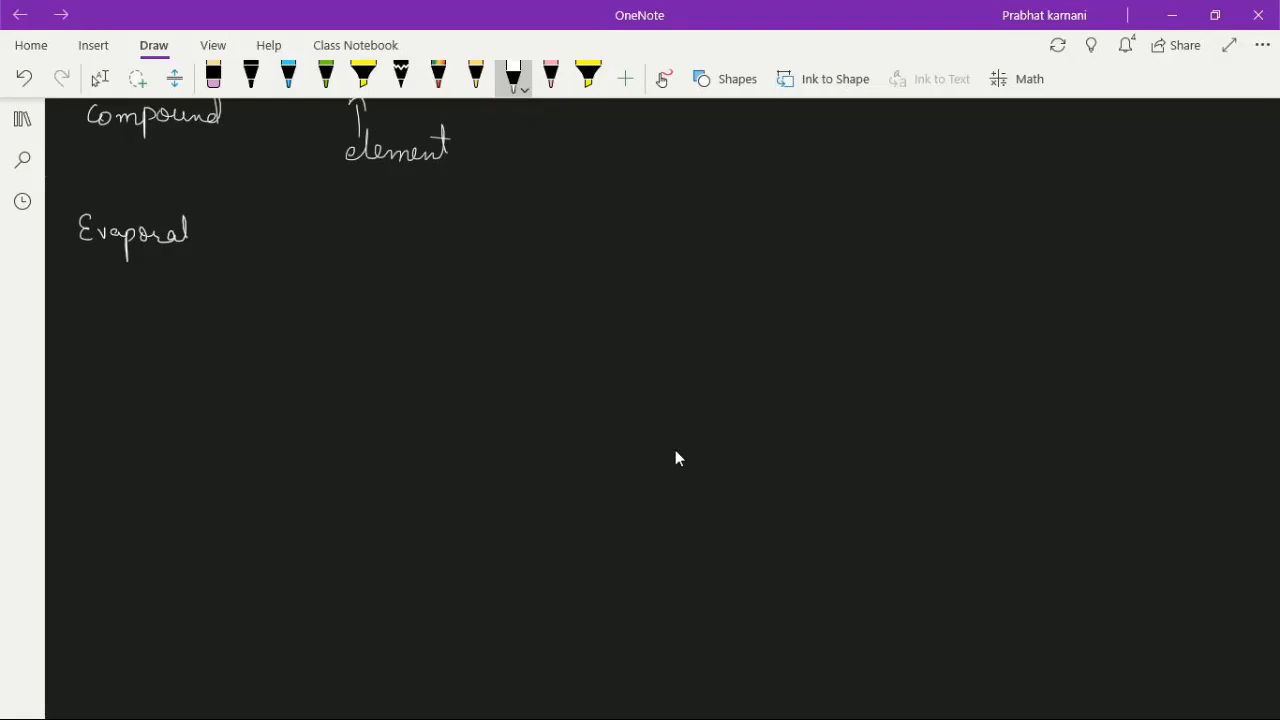 OneNote
Prabhat karnani
Home Insert Draw View Help Class Notebook
4 Share
Shapes Ink to Shape Ink to Text Math
compound
element
Evaporal